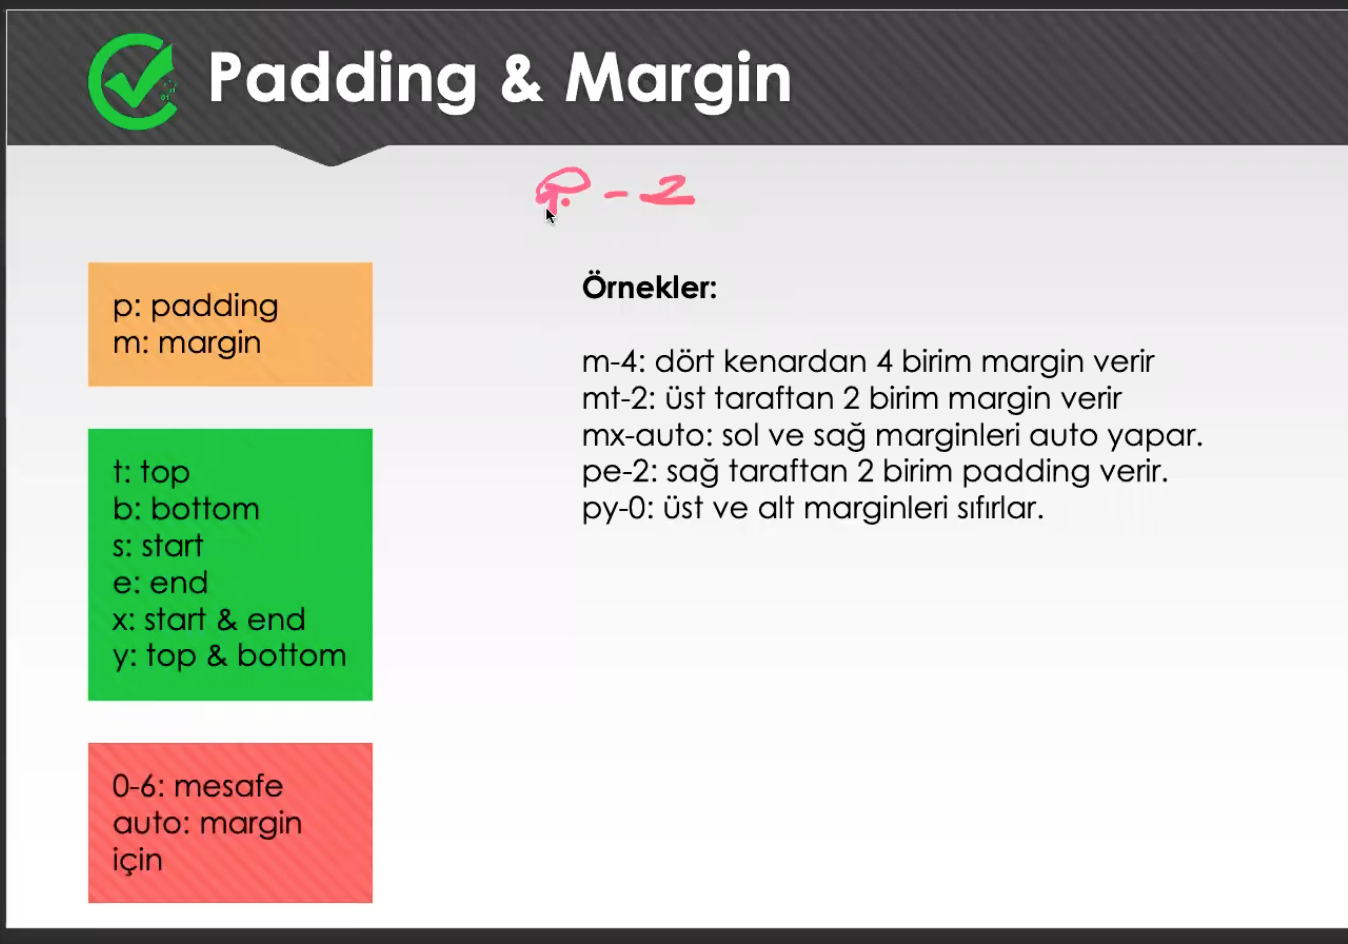 Padding & Margin
p - 2
p: padding
m: margin
t: top
b: bottom
s: start
e: end
x: start & end
y: top & bottom
0-6: mesafe
auto: margin
için
Örnekler:
m-4: dört kenardan 4 birim margin verir
mt-2: üst taraftan 2 birim margin verir
mx-auto: sol ve sağ marginleri auto yapar.
pe-2: sağ taraftan 2 birim padding verir.
py-0: üst ve alt marginleri sıfırlar.